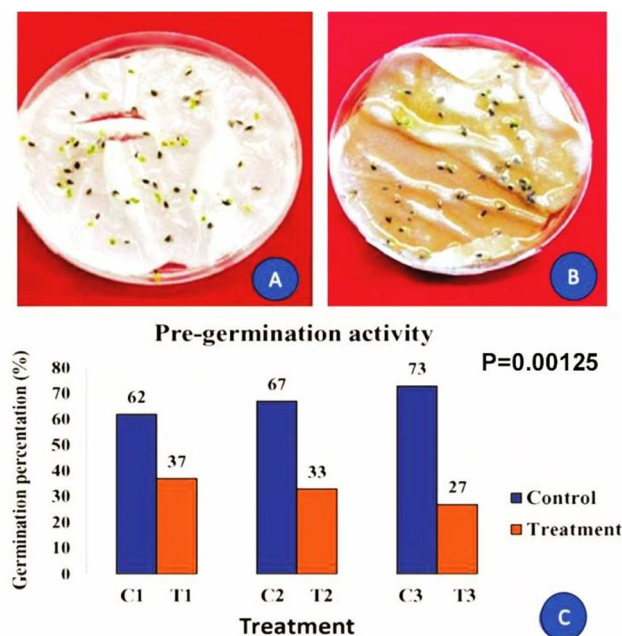 A
B
Pre-germination activity
P=0.00125
Germination percentation (%)
80
70
60
50
40
30
20
10
0
62
37
67
33
73
27
C1 T1 C2 T2 C3 T3
Treatment
Control
Treatment
C